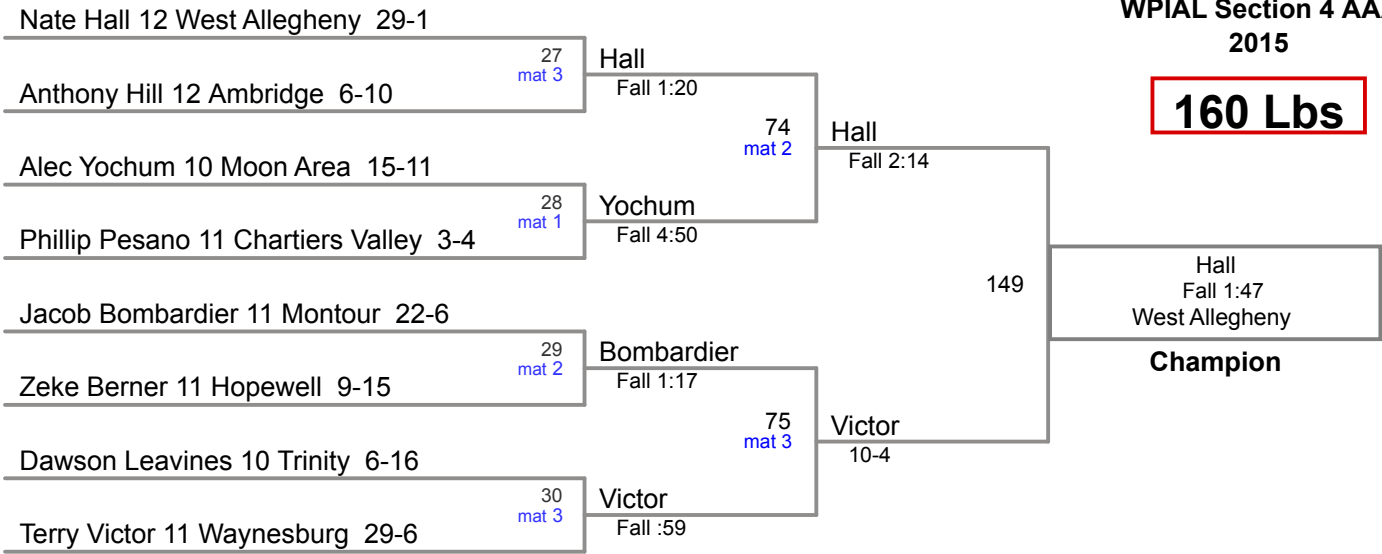 Nate Hall 12 West Allegheny 29-1
27
mat 3
Anthony Hill 12 Ambridge 6-10
Hall
Fall 1:20
Alec Yochum 10 Moon Area 15-11
28
mat 1
Phillip Pesano 11 Chartiers Valley 3-4
Yochum
Fall 4:50
74
mat 2
Hall
Fall 2:14
Jacob Bombardier 11 Montour 22-6
29
mat 2
Zeke Berner 11 Hopewell 9-15
Bombardier
Fall 1:17
Dawson Leavines 10 Trinity 6-16
30
mat 3
Terry Victor 11 Waynesburg 29-6
Victor
Fall :59
75
mat 3
Victor
10-4
149
Hall
Fall 1:47
West Allegheny
Champion
WPIAL Section 4
2015
160 Lbs